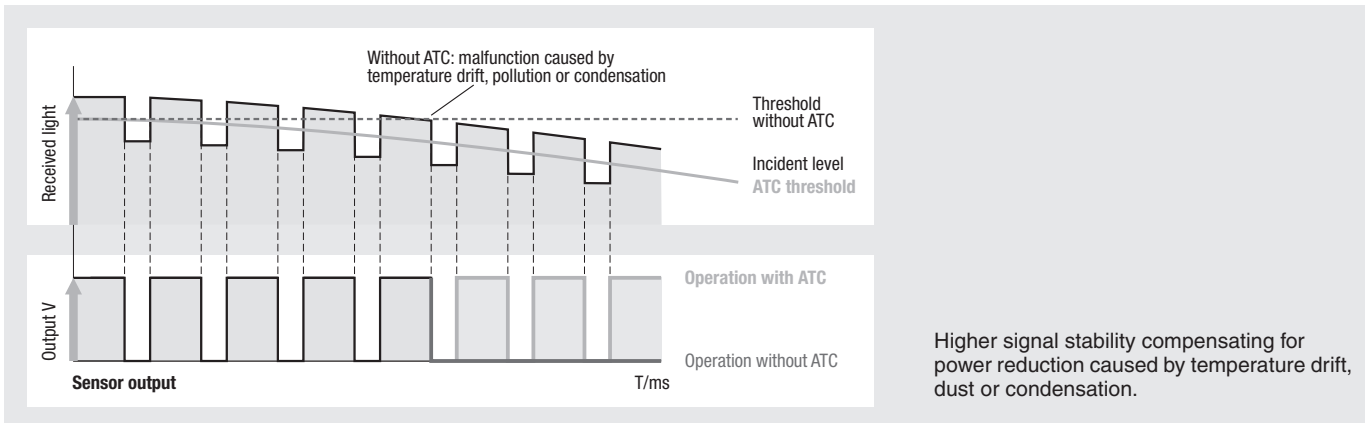 Without ATC: malfunction caused by
temperature drift, pollution or condensation
Received light
Threshold
without ATC
Incident level
ATC threshold
Output V
Operation with ATC
Operation without ATC
Sensor output
T/ms
Higher signal stability compensating for
power reduction caused by temperature drift,
dust or condensation.